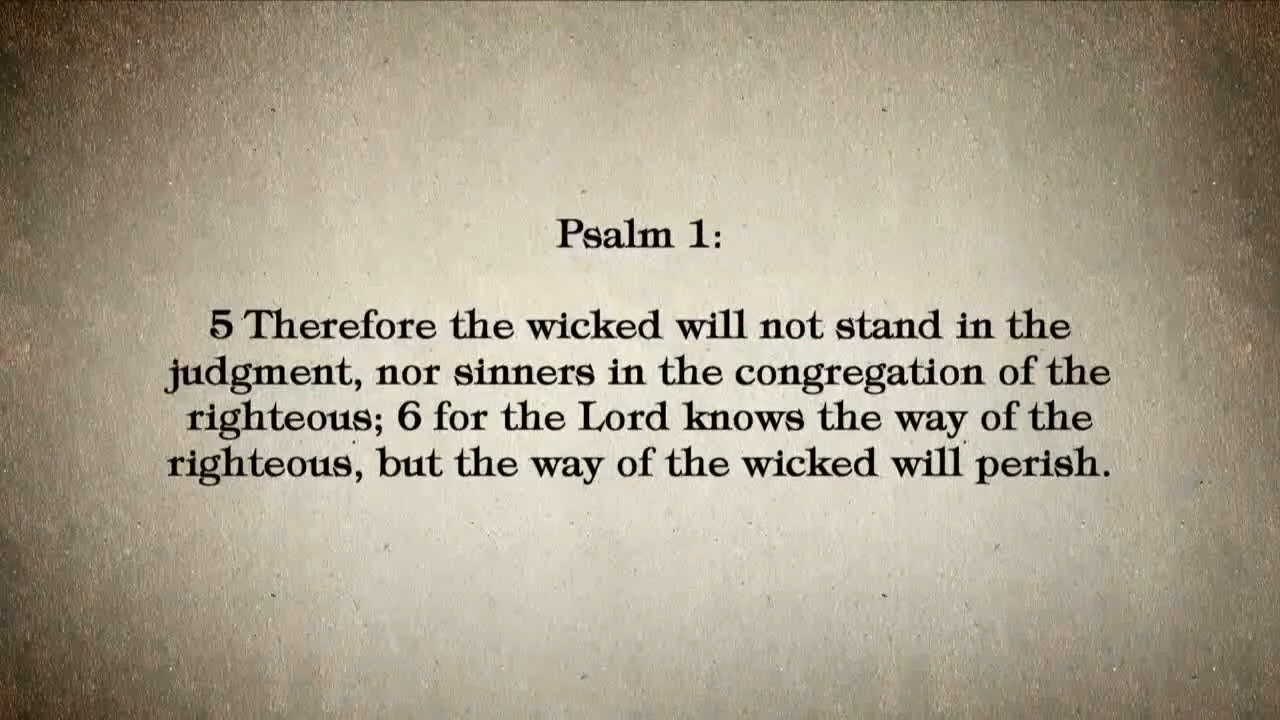 Psalm 1:
5 Therefore the wicked will not stand in the
judgment, nor sinners in the congregation of the
righteous; 6 for the Lord knows the way of the
righteous, but the way of the wicked will perish.